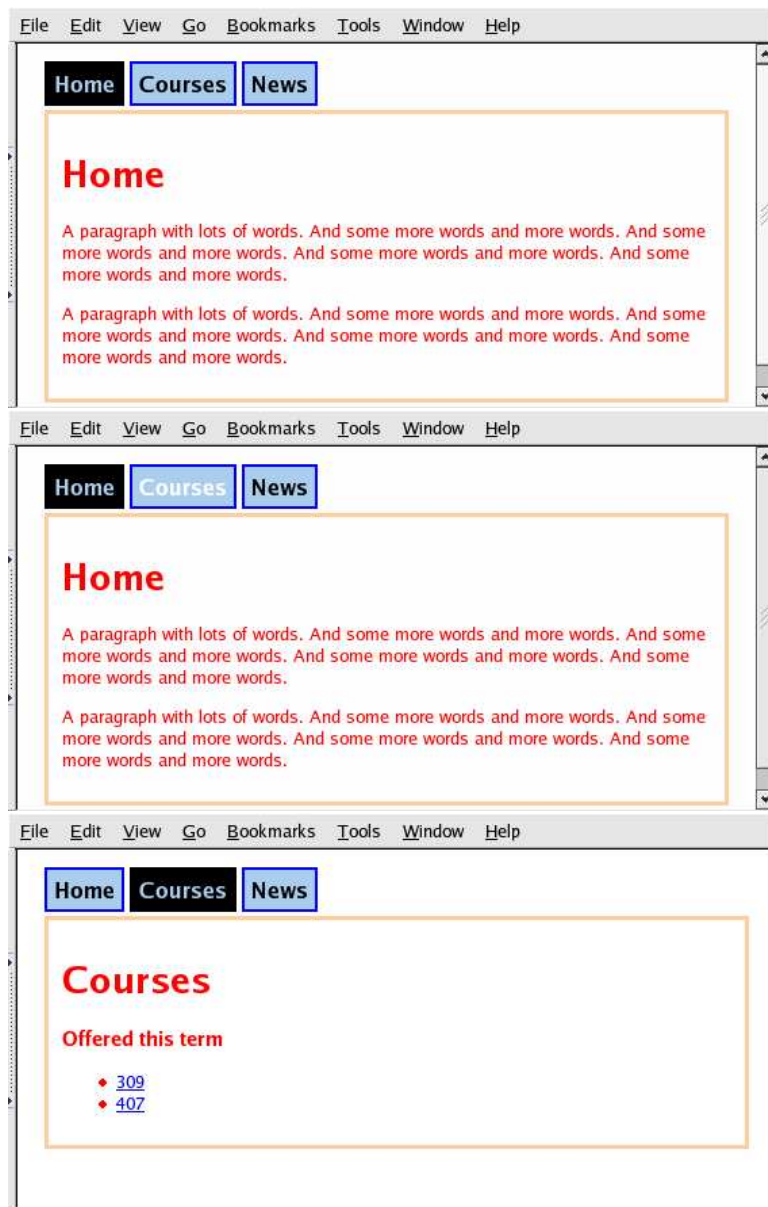 File Edit View Go Bookmarks Tools Window Help
Home Courses News
Home
A paragraph with lots of words. And some more words and more words. And some
more words and more words. And some more words and more words. And some
more words and more words.
A paragraph with lots of words. And some more words and more words. And some
more words and more words. And some more words and more words. And some
more words and more words.
File Edit View Go Bookmarks Tools Window Help
Home Courses News
Home
A paragraph with lots of words. And some more words and more words. And some
more words and more words. And some more words and more words. And some
more words and more words.
A paragraph with lots of words. And some more words and more words. And some
more words and more words. And some more words and more words. And some
more words and more words.
File Edit View Go Bookmarks Tools Window Help
Home Courses News
Courses
Offered this term
309
407